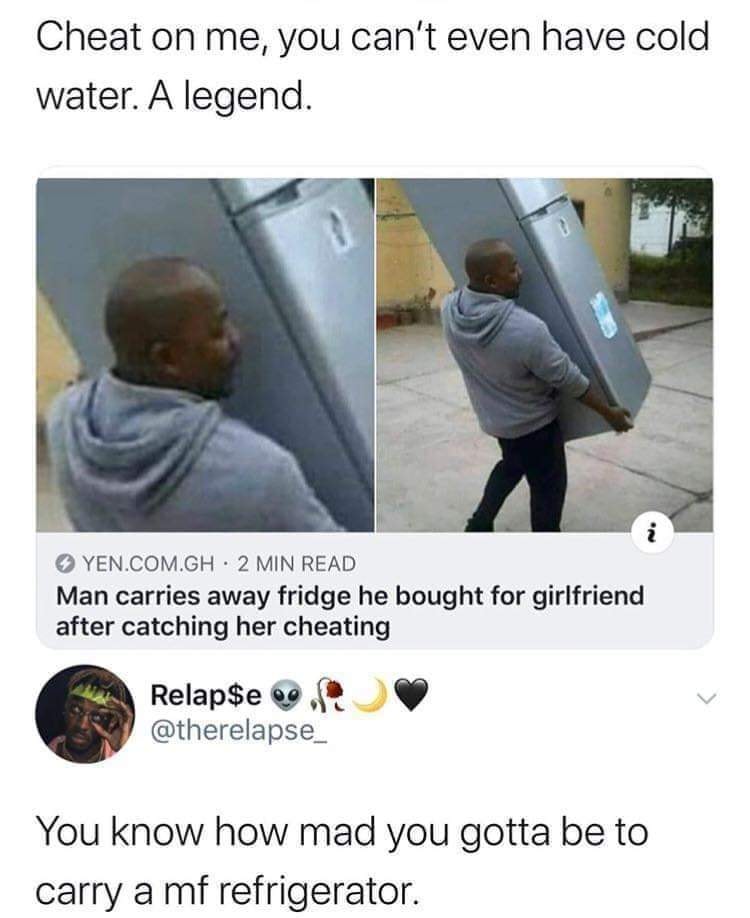 Cheat on me, you can't even have cold
water. A legend.
YEN.COM.GH · 2 MIN READ
Man carries away fridge he bought for girlfriend
after catching her cheating
Relap$e 👽🥀🌙🖤
@therelapse_
You know how mad you gotta be to
carry a mf refrigerator.